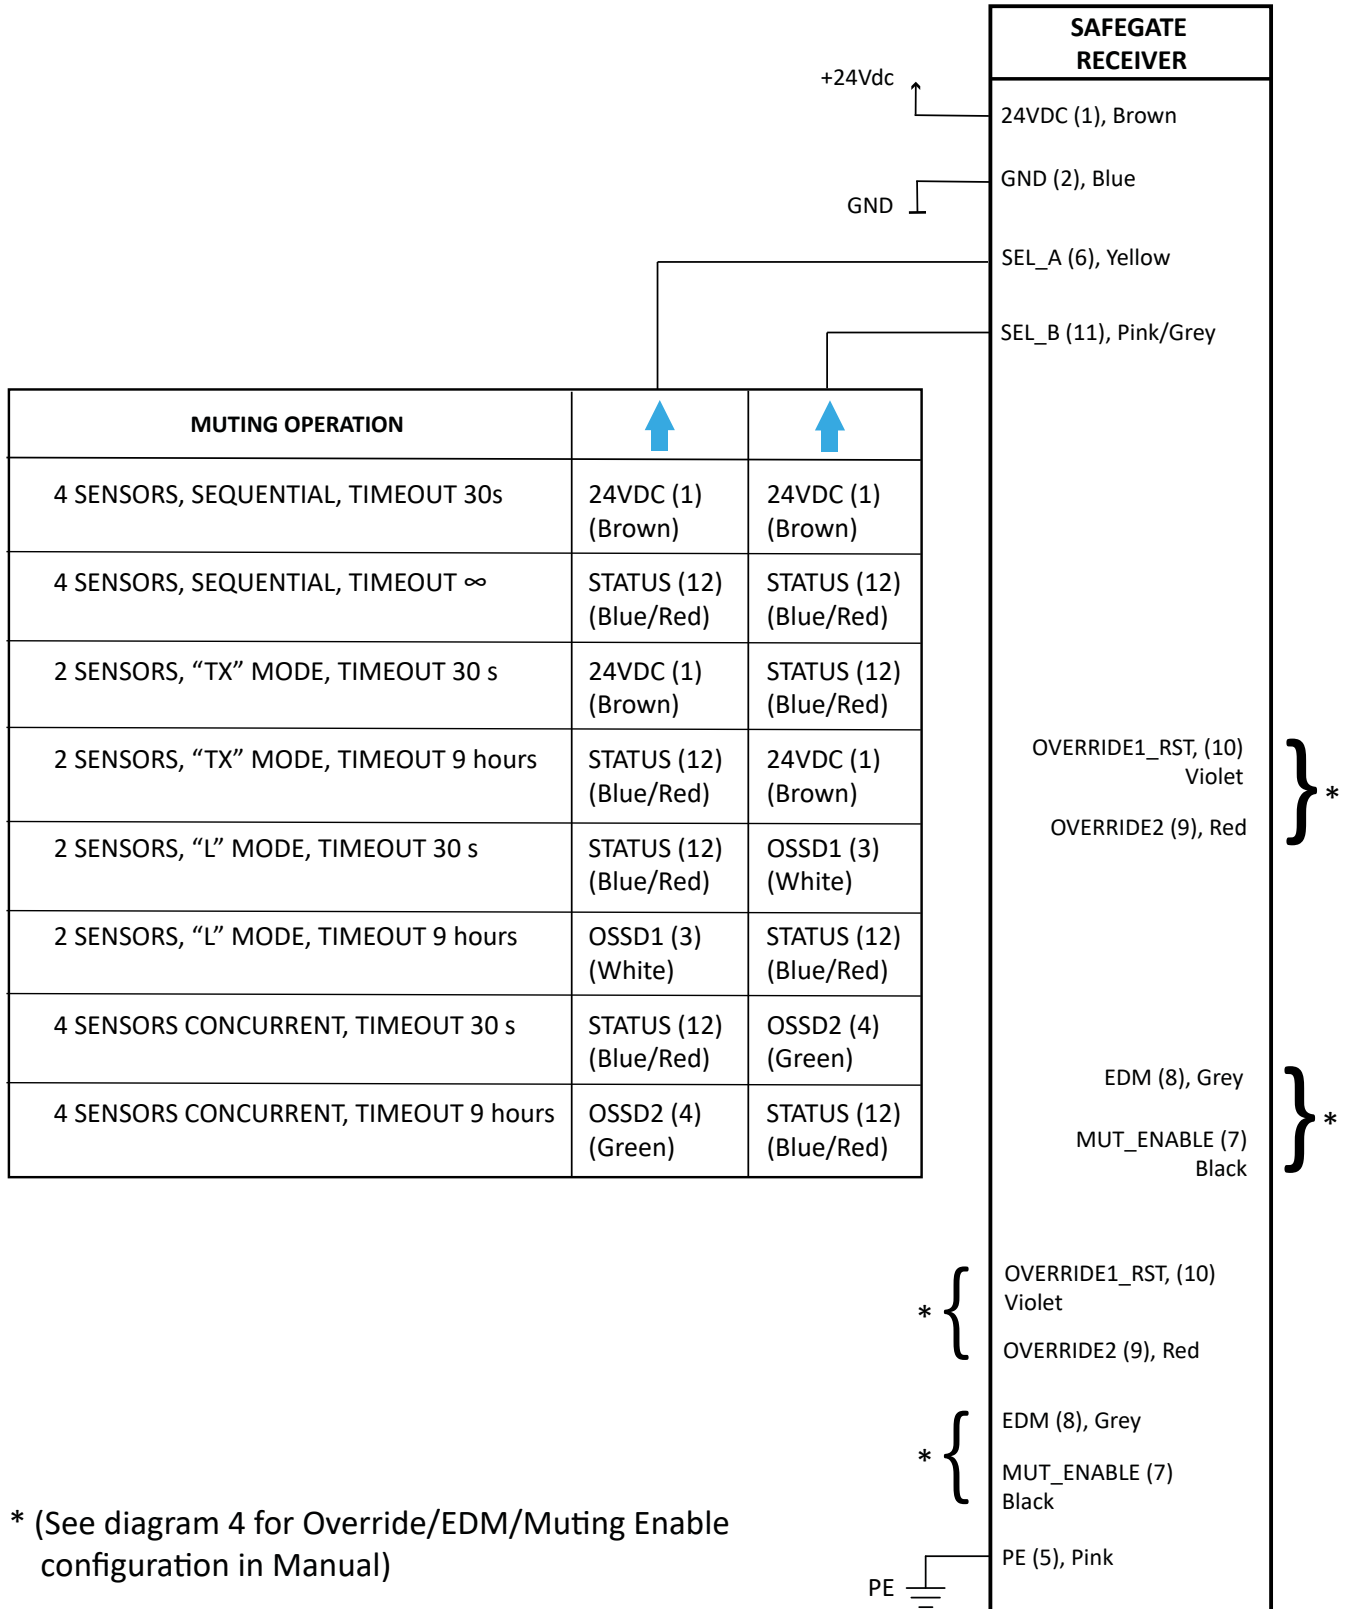 SAFEGATE
RECEIVER
+24Vdc
24VDC (1), Brown
GND (2), Blue
GND
SEL_A (6), Yellow
SEL_B (11), Pink/Grey
MUTING OPERATION
4 SENSORS, SEQUENTIAL, TIMEOUT 30s
24VDC (1)
(Brown)
24VDC (1)
(Brown)
4 SENSORS, SEQUENTIAL, TIMEOUT ∞
STATUS (12)
(Blue/Red)
STATUS (12)
(Blue/Red)
2 SENSORS, “TX” MODE, TIMEOUT 30 s
24VDC (1)
(Brown)
STATUS (12)
(Blue/Red)
2 SENSORS, “TX” MODE, TIMEOUT 9 hours
STATUS (12)
(Blue/Red)
24VDC (1)
(Brown)
2 SENSORS, “L” MODE, TIMEOUT 30 s
STATUS (12)
(Blue/Red)
OSSD1 (3)
(White)
2 SENSORS, “L” MODE, TIMEOUT 9 hours
OSSD1 (3)
(White)
STATUS (12)
(Blue/Red)
4 SENSORS CONCURRENT, TIMEOUT 30 s
STATUS (12)
(Blue/Red)
OSSD2 (4)
(Green)
4 SENSORS CONCURRENT, TIMEOUT 9 hours
OSSD2 (4)
(Green)
STATUS (12)
(Blue/Red)
OVERRIDE1_RST, (10)
Violet
*
OVERRIDE2 (9), Red
EDM (8), Grey
*
MUT_ENABLE (7)
Black
OVERRIDE1_RST, (10)
Violet
*
OVERRIDE2 (9), Red
EDM (8), Grey
*
MUT_ENABLE (7)
Black
* (See diagram 4 for Override/EDM/Muting Enable
configuration in Manual)
PE (5), Pink
PE